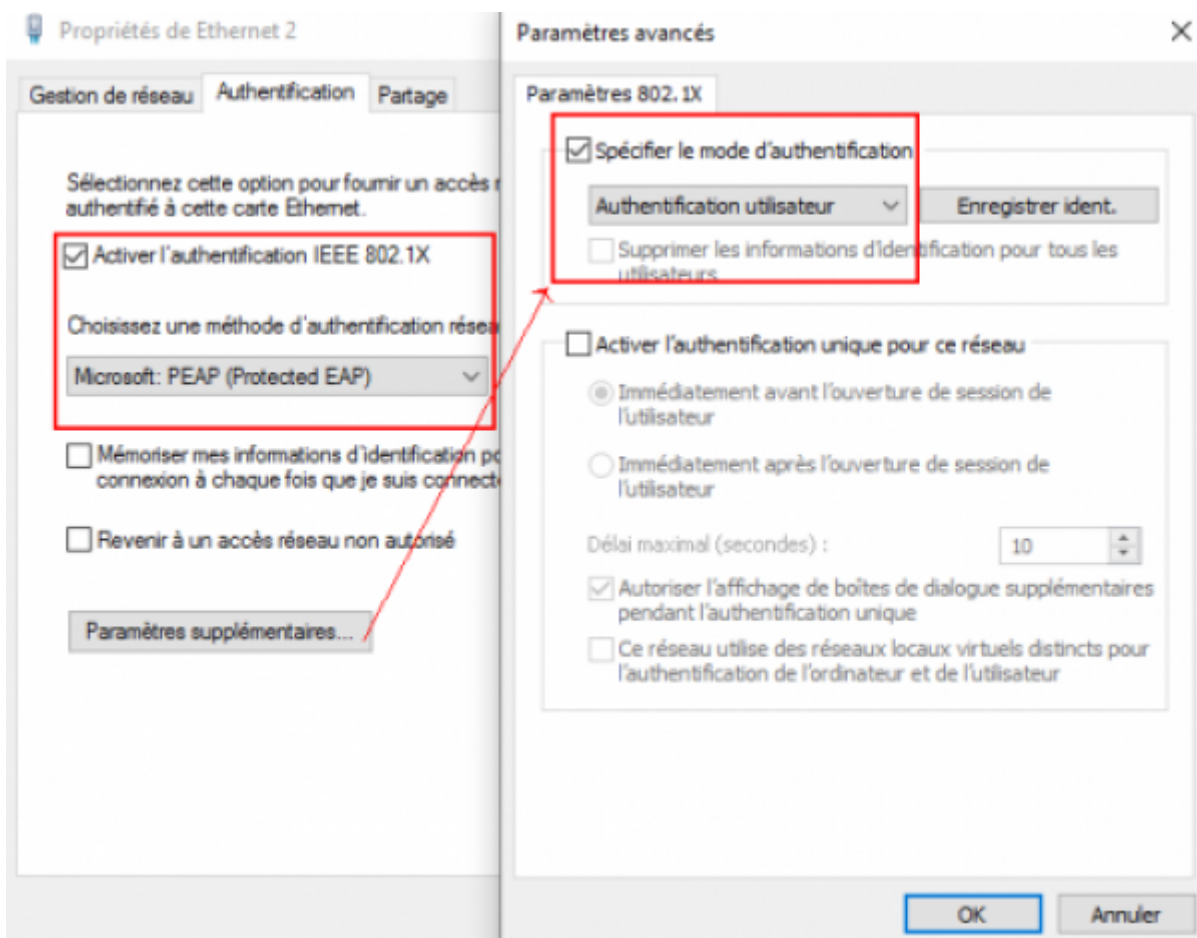 Propriétés de Ethernet 2
Gestion de réseau
Authentification
Partage
Sélectionnez cette option pour fournir un accès
authentifié à cette carte Ethernet.
Activer l'authentification IEEE 802.1X
Choisissez une méthode d'authentification
Microsoft: PEAP (Protected EAP)
Mémoriser mes informations d'identification
connexion à chaque fois que je suis
Revenir à un accès réseau non autorisé
Paramètres supplémentaires...
Paramètres avancés
Paramètres 802.1X
Spécifier le mode d'authentification
Authentification utilisateur
Enregistrer ident.
Supprimer les informations d'identification pour tous les
utilisateurs
Activer l'authentification unique pour ce réseau
Immédiatement avant l'ouverture de session de
l'utilisateur
Immédiatement après l'ouverture de session de
l'utilisateur
Délai maximal (secondes) :
10
Autoriser l'affichage de boîtes de dialogue supplémentaires
pendant l'authentification unique
Ce réseau utilise des réseaux locaux virtuels distincts pour
l'authentification de l'ordinateur et de l'utilisateur
OK
Annuler